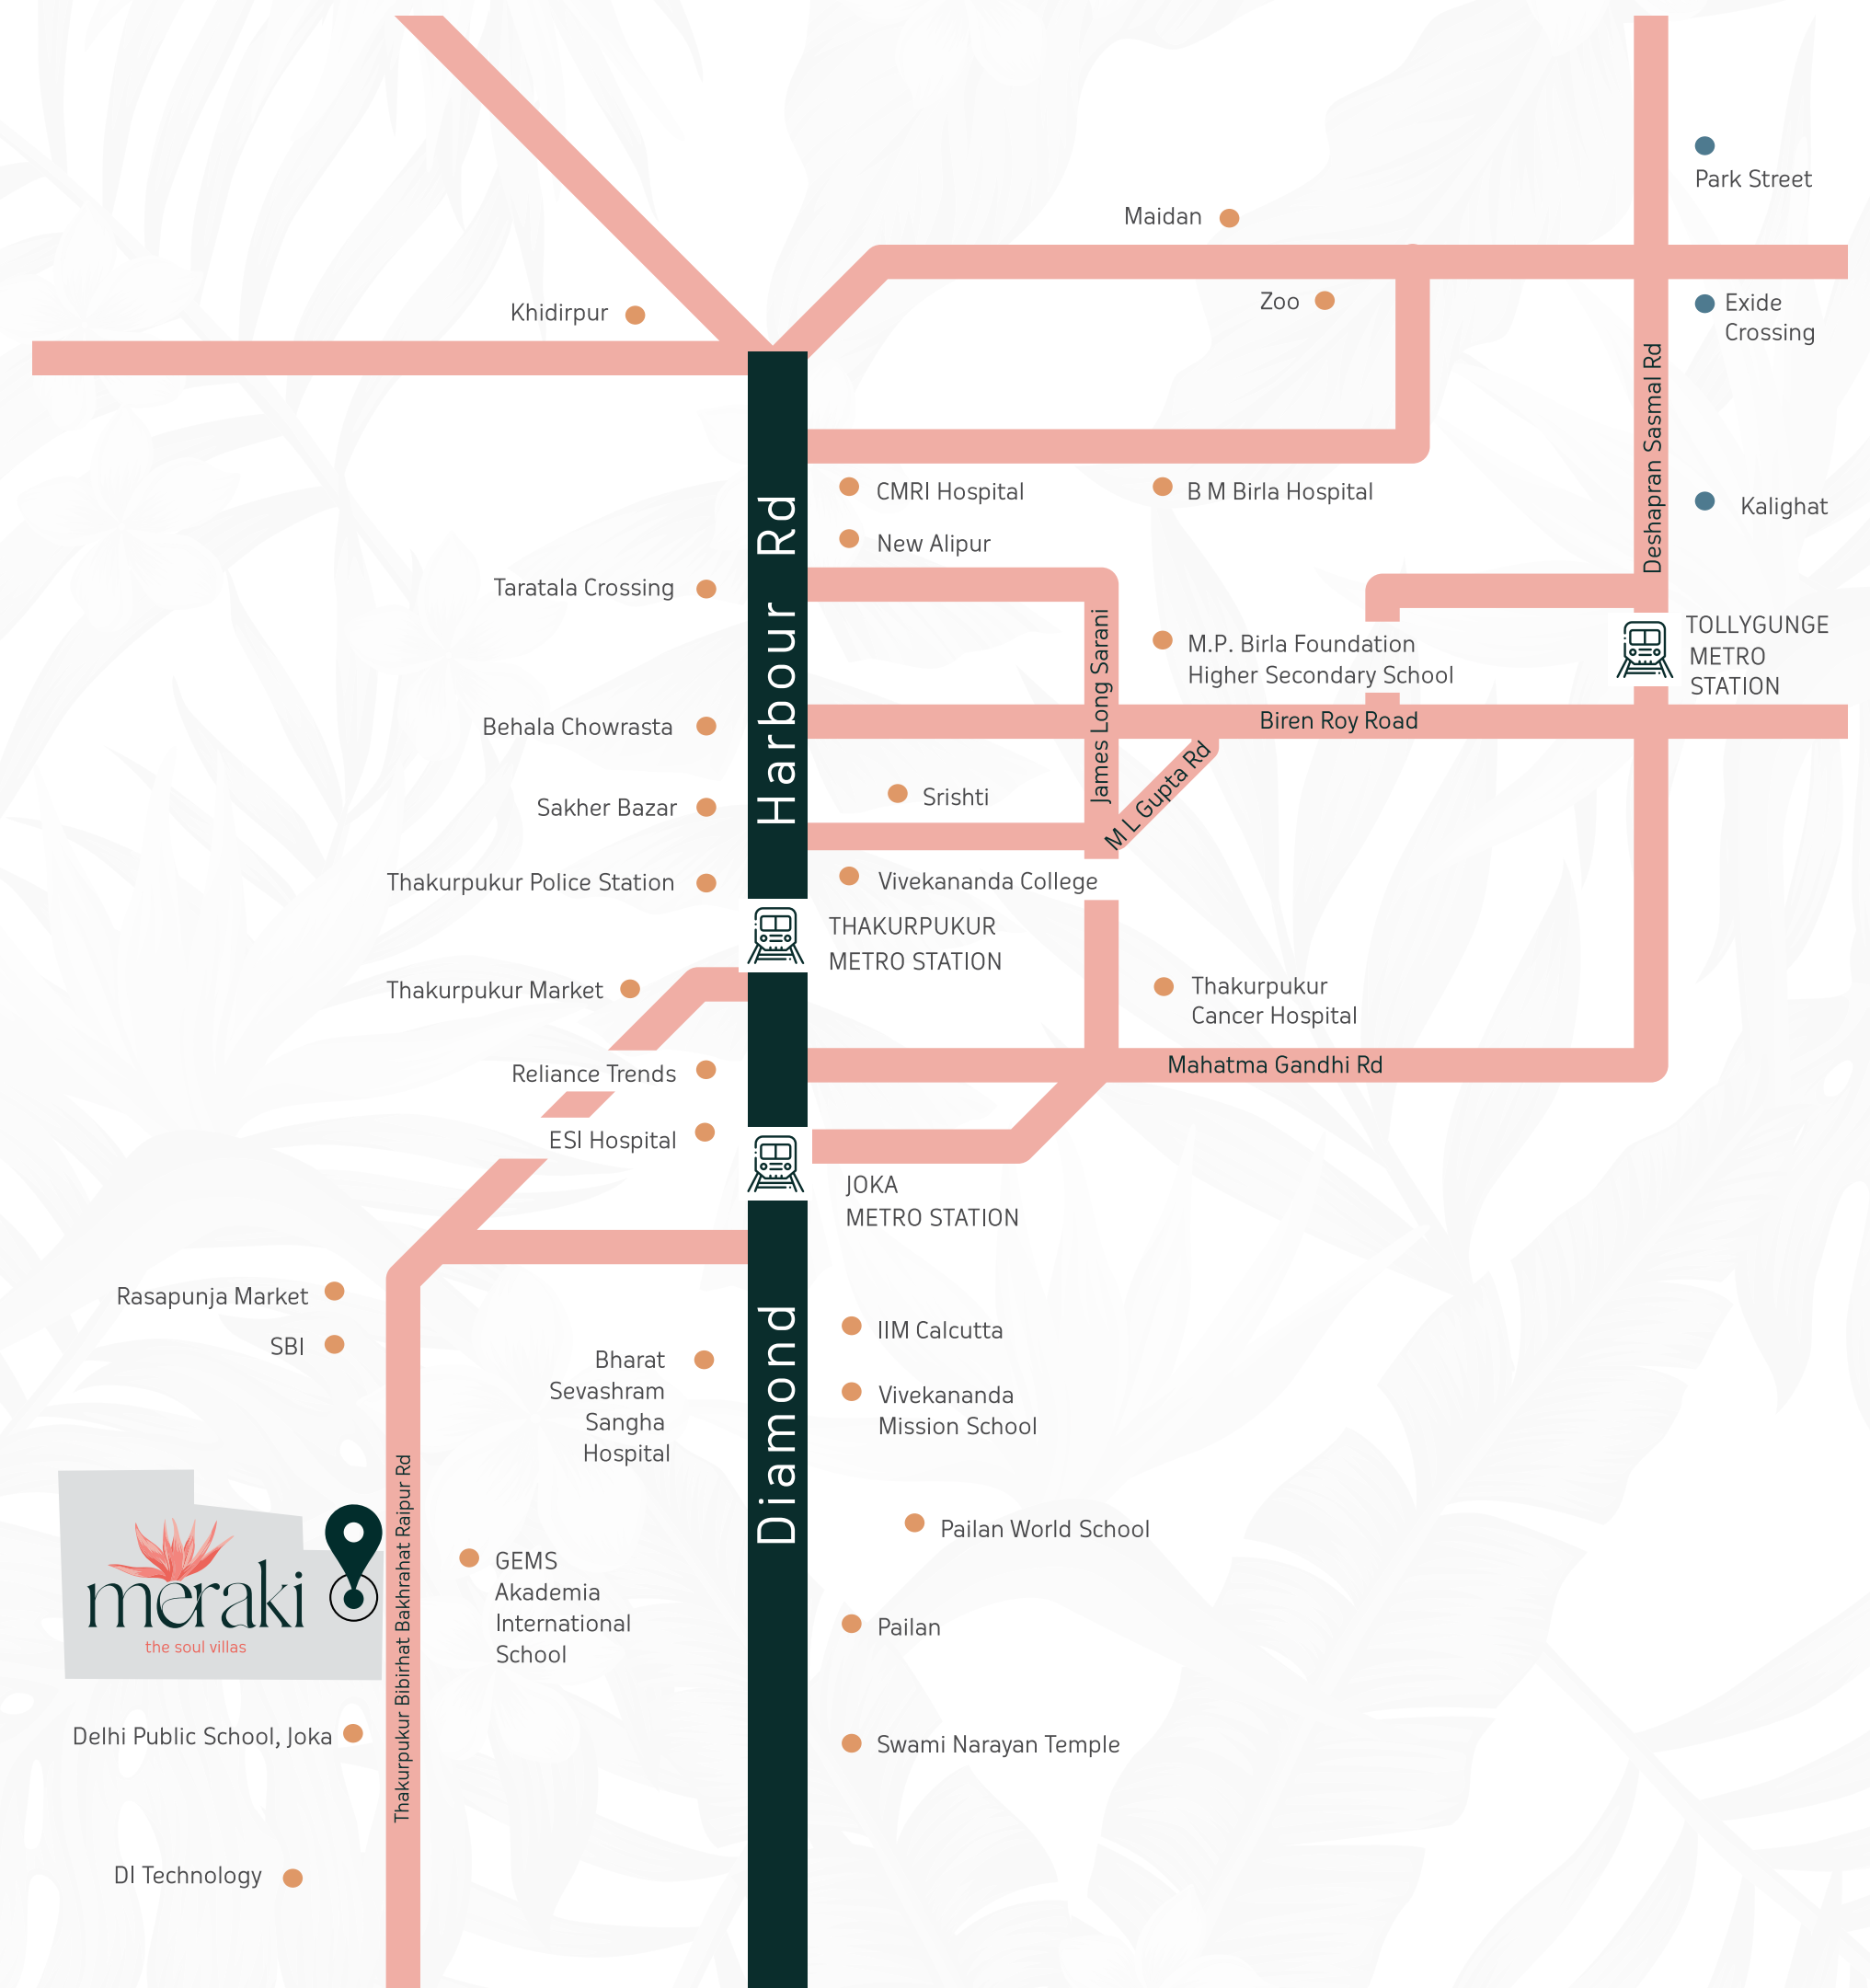 Park Street
Maidan
Zoo
Exide
Crossing
Khidirpur
Deshapran Sasmal Rd
Diamond Harbour Rd
CMRI Hospital
B M Birla Hospital
Kalighat
New Alipur
Taratala Crossing
James Long Sarani
M.P. Birla Foundation
Higher Secondary School
TOLLYGUNGE
METRO
STATION
Behala Chowrasta
Biren Roy Road
M L Gupta Rd
Sakher Bazar
Srishti
Thakurpukur Police Station
Vivekananda College
THAKURPUKUR
METRO STATION
Thakurpukur Market
Thakurpukur
Cancer Hospital
Reliance Trends
Mahatma Gandhi Rd
ESI Hospital
JOKA
METRO STATION
Rasapunja Market
SBI
IIM Calcutta
Bharat
Sevashram
Sangha
Hospital
Vivekananda
Mission School
Thakurpukur Bibirhat Bakhrahat Raipur Rd
Pailan World School
meraki
the soul villas
GEMS
Akademia
International
School
Pailan
Delhi Public School, Joka
Swami Narayan Temple
DI Technology